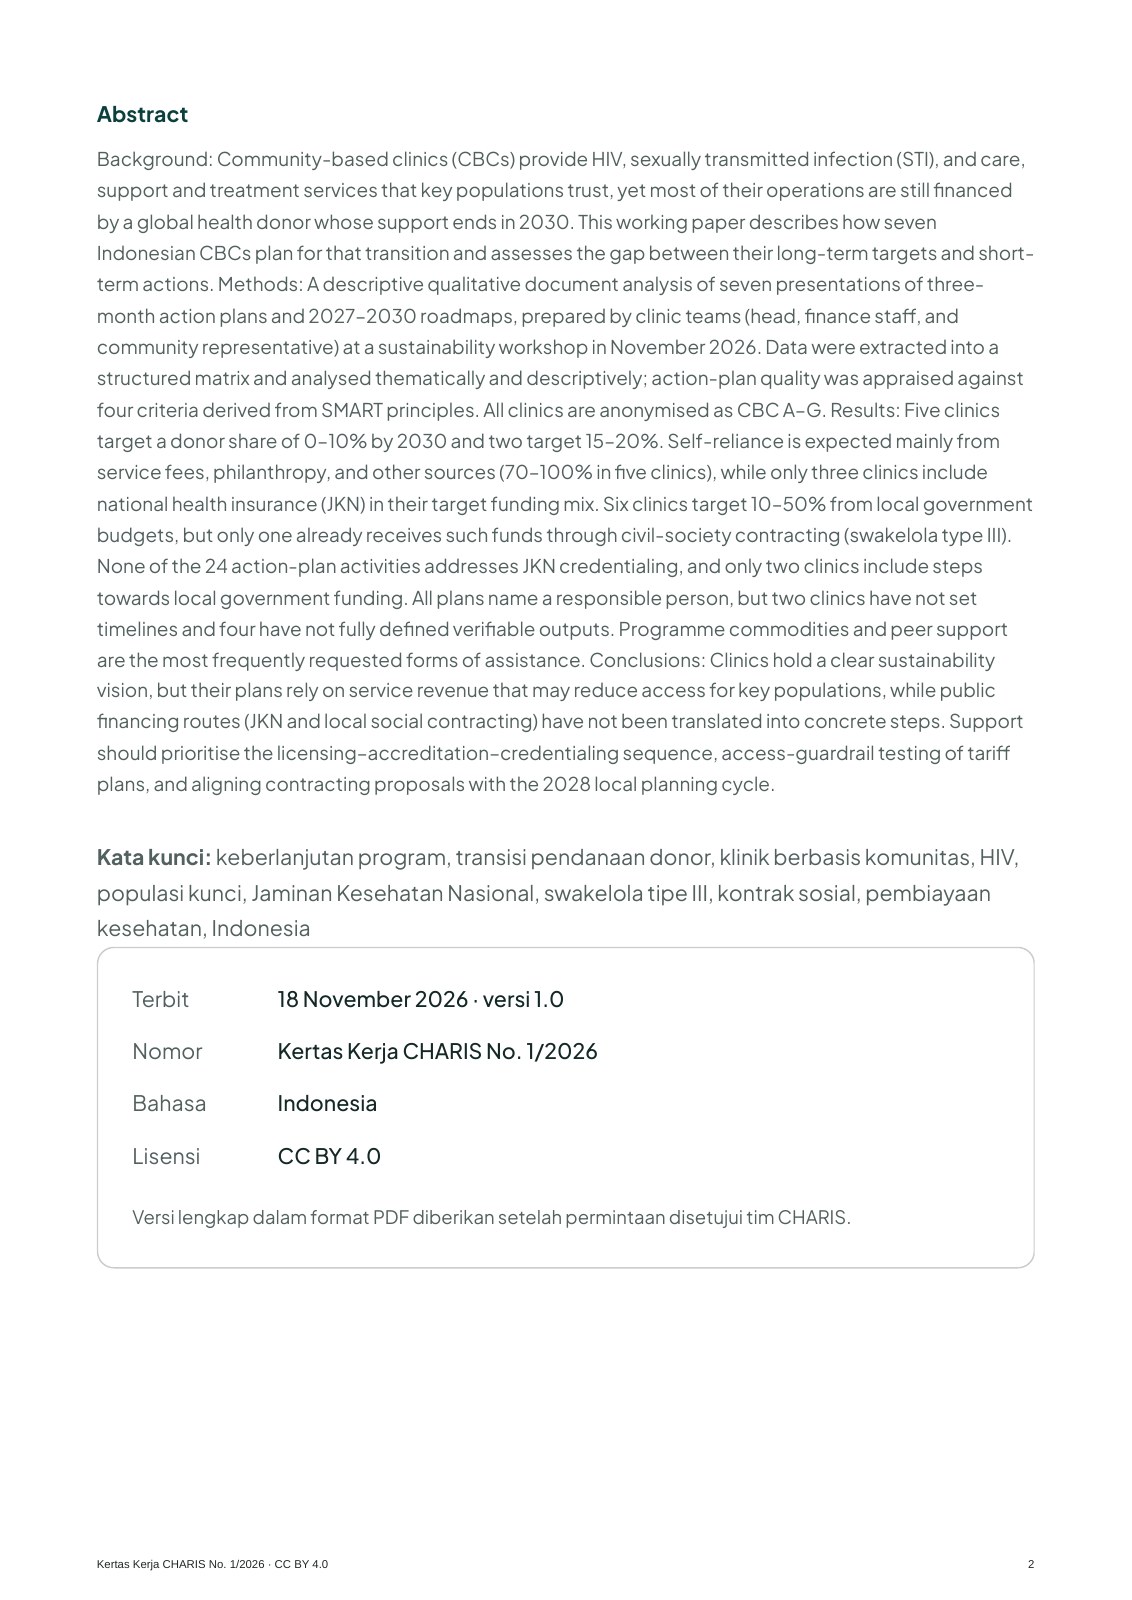 Abstract
Background: Community-based clinics (CBCs) provide HIV, sexually transmitted infection (STI), and care,
support and treatment services that key populations trust, yet most of their operations are still financed
by a global health donor whose support ends in 2030. This working paper describes how seven
Indonesian CBCs plan for that transition and assesses the gap between their long-term targets and short-
term actions. Methods: A descriptive qualitative document analysis of seven presentations of three-
month action plans and 2027–2030 roadmaps, prepared by clinic teams (head, finance staff, and
community representative) at a sustainability workshop in November 2026. Data were extracted into a
structured matrix and analysed thematically and descriptively; action-plan quality was appraised against
four criteria derived from SMART principles. All clinics are anonymised as CBC A–G. Results: Five clinics
target a donor share of 0–10% by 2030 and two target 15–20%. Self-reliance is expected mainly from
service fees, philanthropy, and other sources (70–100% in five clinics), while only three clinics include
national health insurance (JKN) in their target funding mix. Six clinics target 10–50% from local government
budgets, but only one already receives such funds through civil-society contracting (swakelola type III).
None of the 24 action-plan activities addresses JKN credentialing, and only two clinics include steps
towards local government funding. All plans name a responsible person, but two clinics have not set
timelines and four have not fully defined verifiable outputs. Programme commodities and peer support
are the most frequently requested forms of assistance. Conclusions: Clinics hold a clear sustainability
vision, but their plans rely on service revenue that may reduce access for key populations, while public
financing routes (JKN and local social contracting) have not been translated into concrete steps. Support
should prioritise the licensing–accreditation–credentialing sequence, access-guardrail testing of tariff
plans, and aligning contracting proposals with the 2028 local planning cycle.
Kata kunci: keberlanjutan program, transisi pendanaan donor, klinik berbasis komunitas, HIV,
populasi kunci, Jaminan Kesehatan Nasional, swakelola tipe III, kontrak sosial, pembiayaan
kesehatan, Indonesia
Terbit 18 November 2026 · versi 1.0
Nomor Kertas Kerja CHARIS No. 1/2026
Bahasa Indonesia
Lisensi CC BY 4.0
Versi lengkap dalam format PDF diberikan setelah permintaan disetujui tim CHARIS.
Kertas Kerja CHARIS No. 1/2026 · CC BY 4.0 2